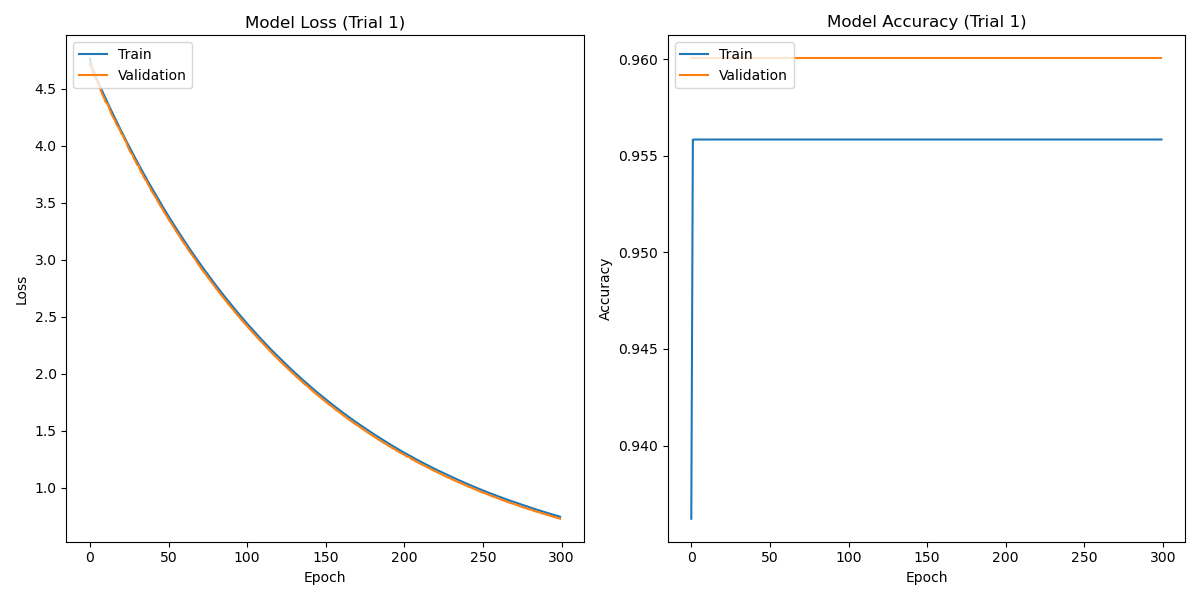 Model Loss (Trial 1)
Train
Validation
4.5
4.0
3.5
3.0
2.5
2.0
1.5
1.0
Loss
0
50
100
150
200
250
300
Epoch
Model Accuracy (Trial 1)
Train
Validation
0.960
0.955
0.950
0.945
0.940
Accuracy
0
50
100
150
200
250
300
Epoch